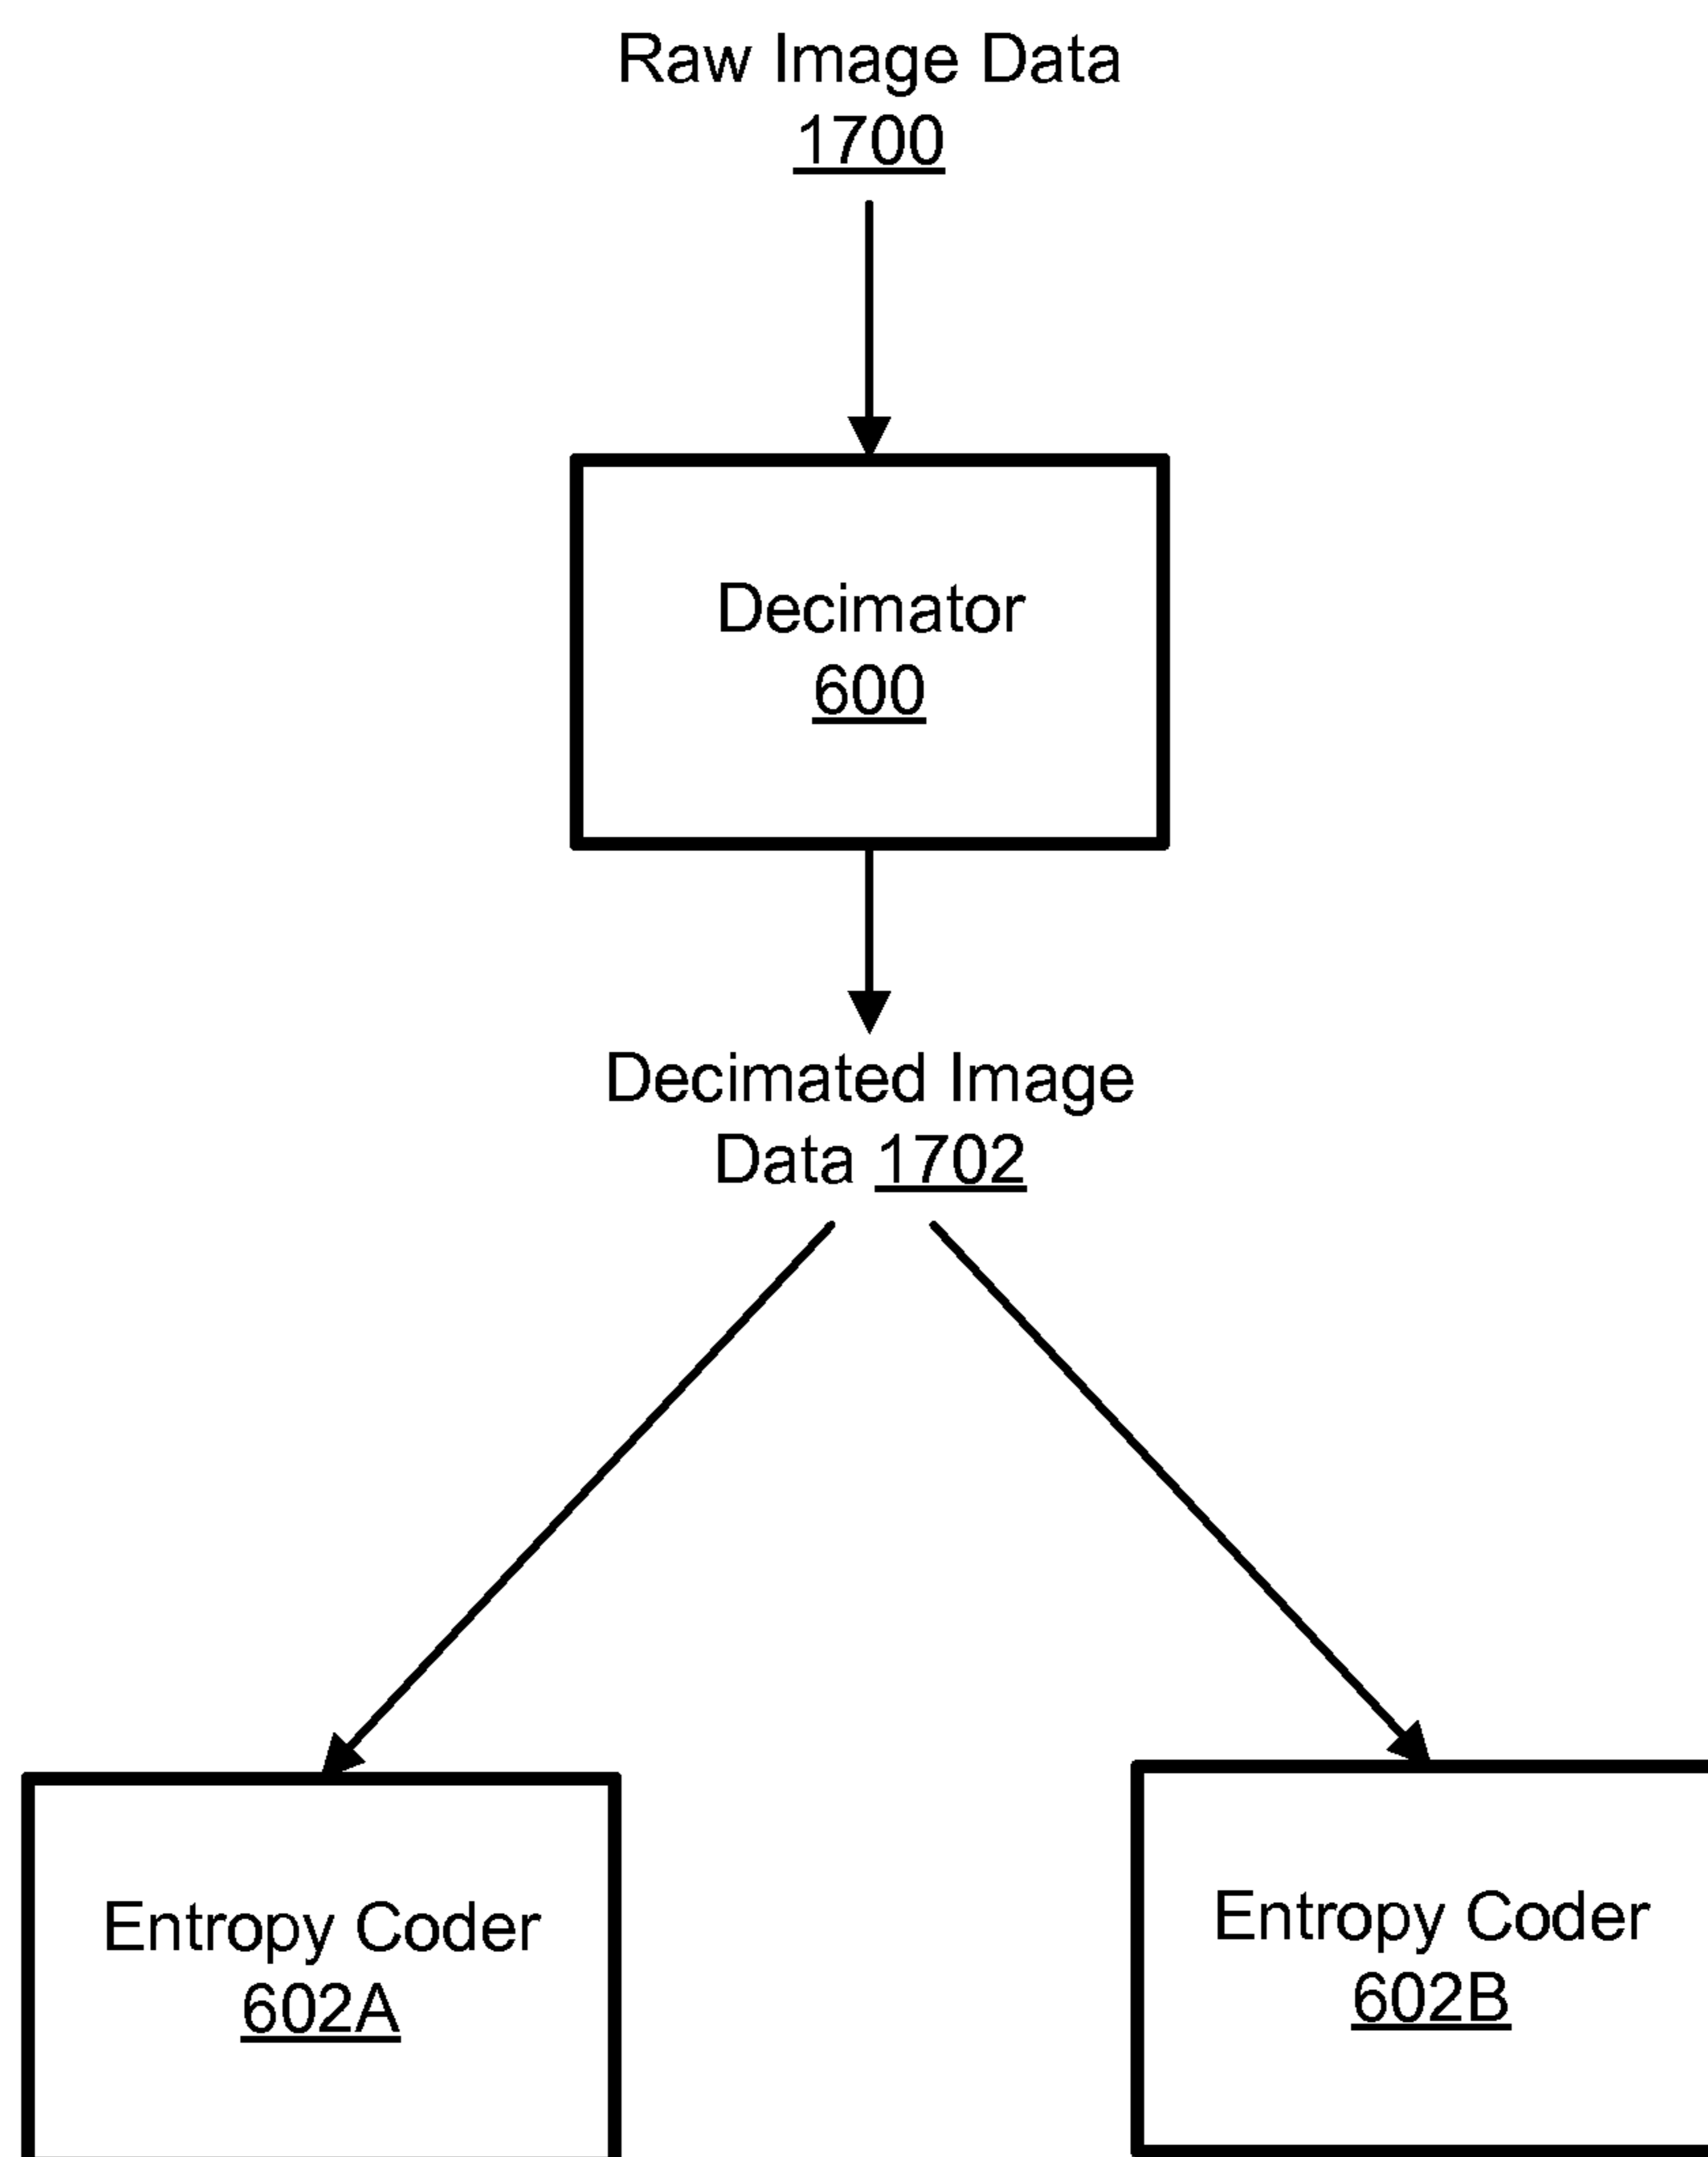 Raw Image Data
1700
Decimator
600
Decimated Image
Data 1702
Entropy Coder
602A
Entropy Coder
602B